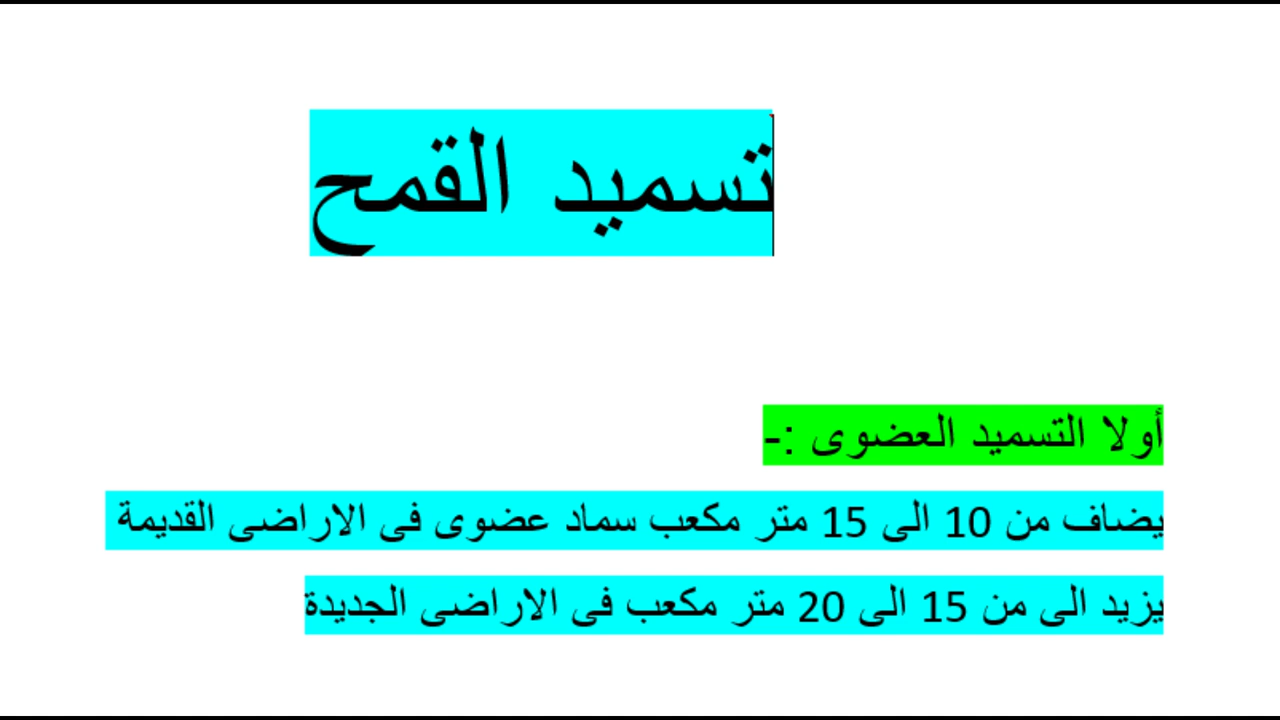 تسميد القمح
أولا التسميد العضوى :-
يضاف من 10 الى 15 متر مكعب سماد عضوى فى الاراضى القديمة
يزيد الى من 15 الى 20 متر مكعب فى الاراضى الجديدة